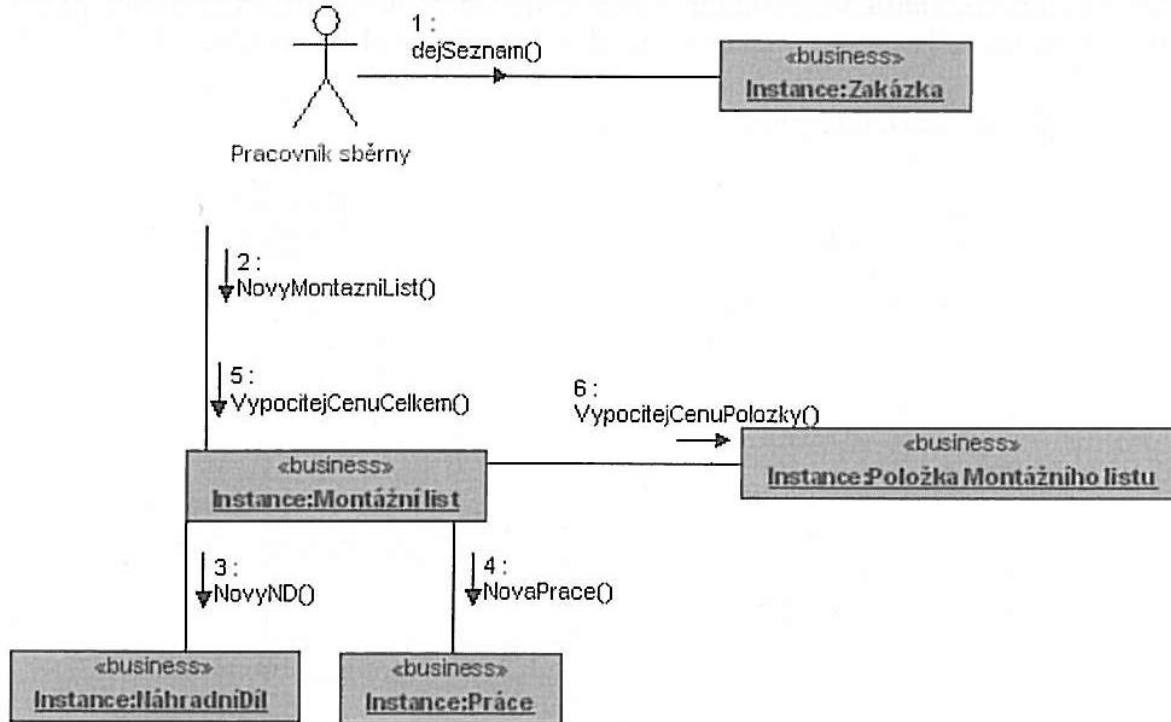 1 :
dejSeznam()
«business»
Instance:Zakázka
Pracovník sběrny
2 :
NovyMontazniList()
5 :
VypocitejCenuCelkem()
6 :
VypocitejCenuPolozky()
«business»
Instance:Montážní list
«business»
Instance:Položka Montážního listu
3 :
NovyND()
4 :
NovaPrace()
«business»
Instance:NáhradníDíl
«business»
Instance:Práce